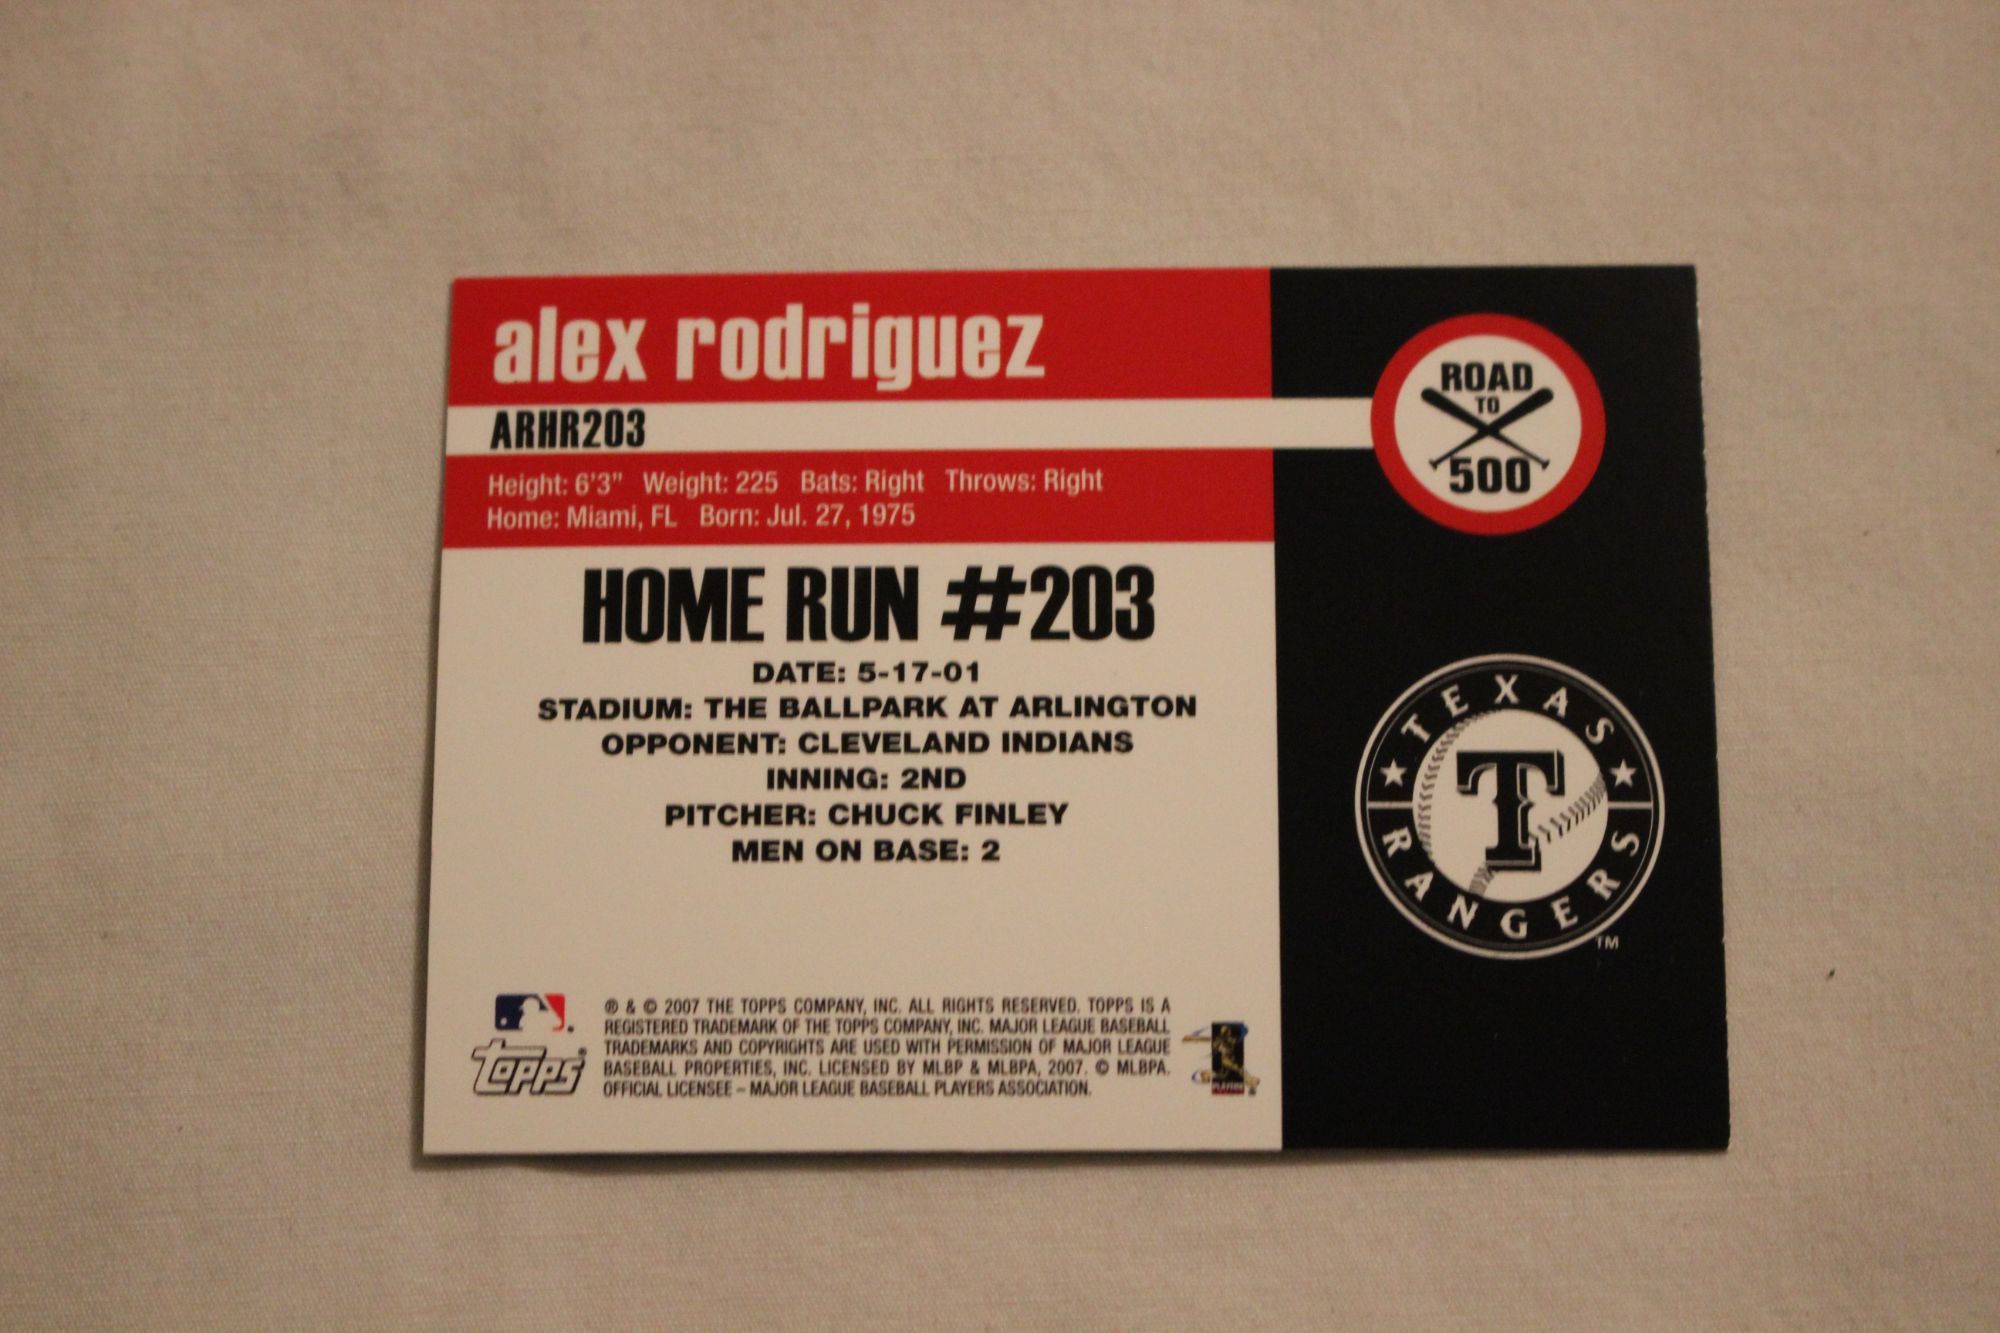 alex rodriguez
ARHR203
Height: 6'3" Weight: 225 Bats: Right Throws: Right
Home: Miami, FL Born: Jul. 27, 1975
ROAD
TO
500
HOME RUN #203
DATE: 5-17-01
STADIUM: THE BALLPARK AT ARLINGTON
OPPONENT: CLEVELAND INDIANS
INNING: 2ND
PITCHER: CHUCK FINLEY
MEN ON BASE: 2
TEXAS
T
RANGERS
TM
topps®
® & © 2007 THE TOPPS COMPANY, INC. ALL RIGHTS RESERVED. TOPPS IS A
REGISTERED TRADEMARK OF THE TOPPS COMPANY, INC. MAJOR LEAGUE BASEBALL
TRADEMARKS AND COPYRIGHTS ARE USED WITH PERMISSION OF MAJOR LEAGUE
BASEBALL PROPERTIES, INC. LICENSED BY MLBP & MLBPA, 2007. © MLBPA.
OFFICIAL LICENSEE – MAJOR LEAGUE BASEBALL PLAYERS ASSOCIATION.